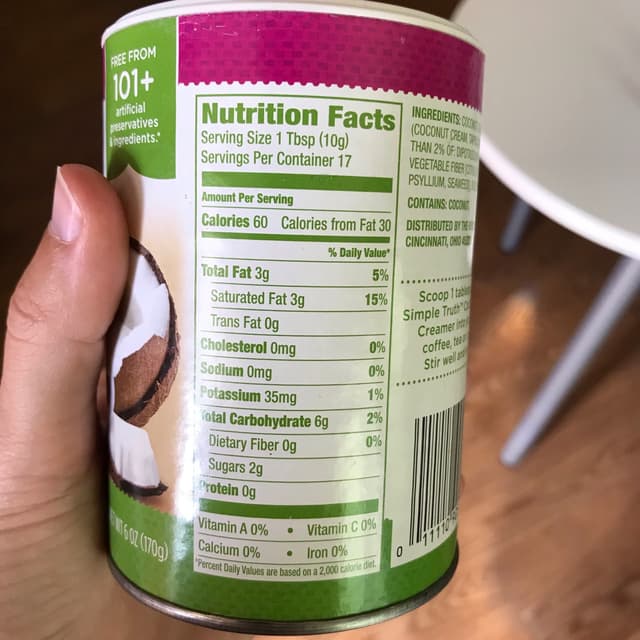 FREE FROM
101+
artificial
preservatives
& ingredients.*
Nutrition Facts
Serving Size 1 Tbsp (10g)
Servings Per Container 17
Amount Per Serving
Calories 60 Calories from Fat 30
% Daily Value*
Total Fat 3g 5%
Saturated Fat 3g 15%
Trans Fat 0g
Cholesterol 0mg 0%
Sodium 0mg 0%
Potassium 35mg 1%
Total Carbohydrate 6g 2%
Dietary Fiber 0g 0%
Sugars 2g
Protein 0g
Vitamin A 0% • Vitamin C 0%
Calcium 0% • Iron 0%
*Percent Daily Values are based on a 2,000 calorie diet.
INGREDIENTS:
(COCONUT CREAM,
THAN 2% OF:
VEGETABLE FIBER
PSYLLIUM,
CONTAINS: COCONUT
DISTRIBUTED BY THE
CINCINNATI, OHIO
Scoop 1
Simple Truth™
Creamer
coffee, tea
Stir well and
0 11110
WT 6 OZ (170g)